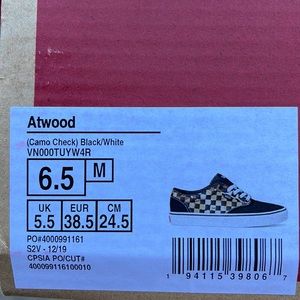 Atwood
(Camo Check) Black/White
VN000TUYW4R
6.5 M
UK EUR CM
5.5 38.5 24.5
PO#4000991161
S2V - 12/19
CPSIA PO/CUT#
400099116100010
1 94115 39806 7